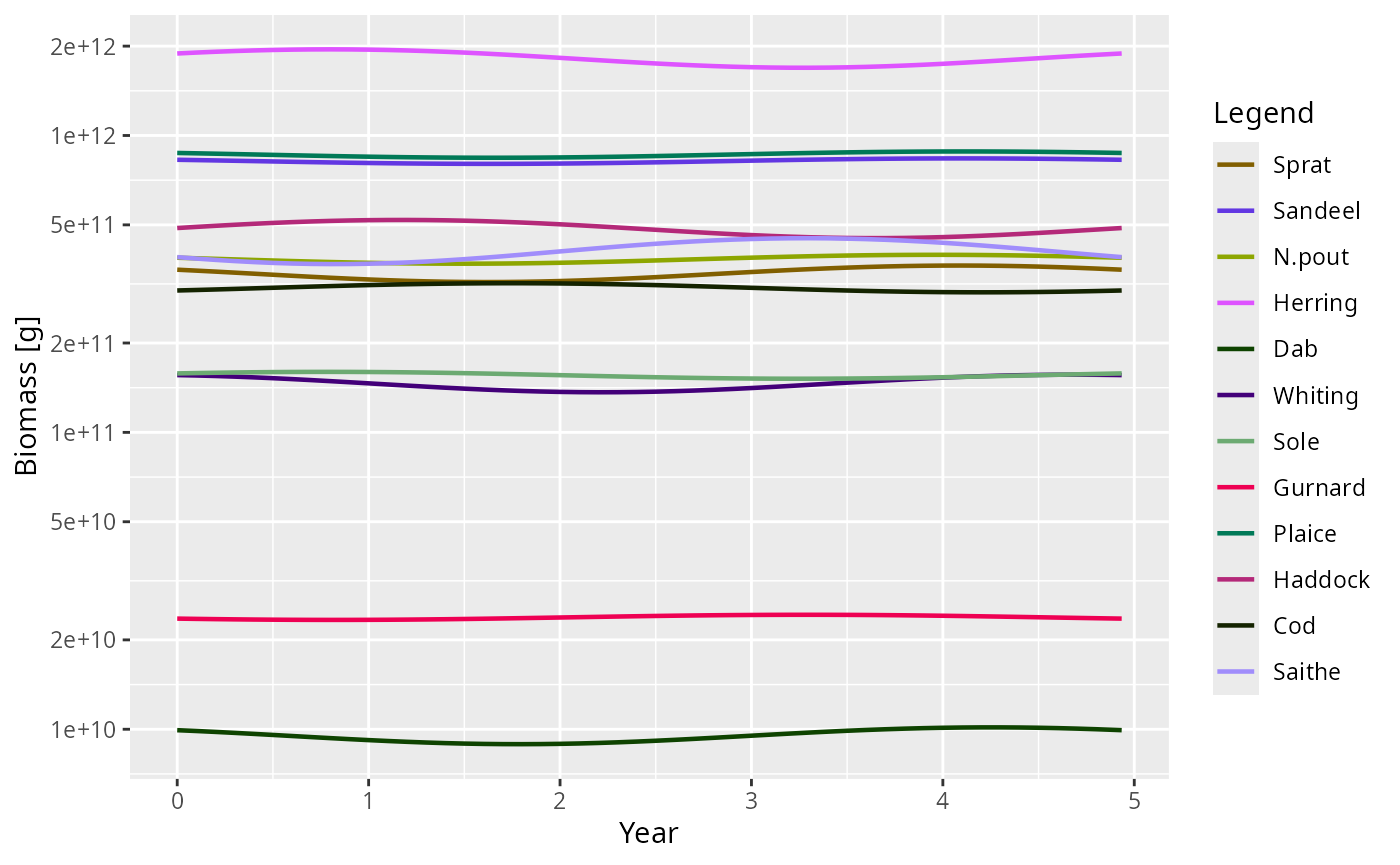 2e+12
1e+12
5e+11
2e+11
1e+11
5e+10
2e+10
1e+10
Biomass [g]
0 1 2 3 4 5
Year
Legend
Sprat
Sandeel
N.pout
Herring
Dab
Whiting
Sole
Gurnard
Plaice
Haddock
Cod
Saithe